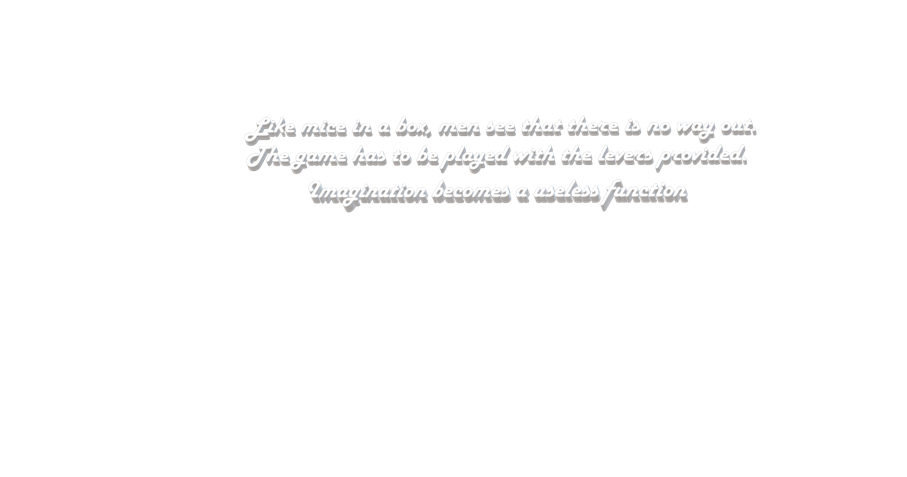 Like mice in a box, men see that there is no way out.
The game has to be played with the levers provided.
Imagination becomes a useless function